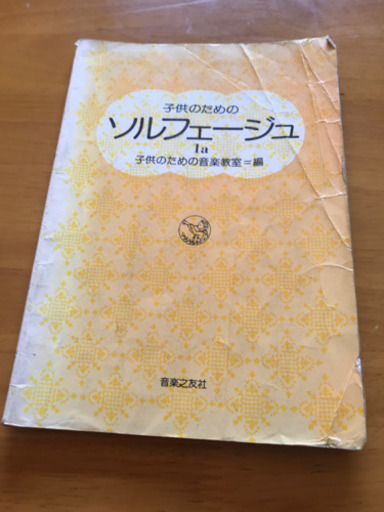 子供のための
ソルフェージュ
1a
子供のための音楽教室=編
音楽之友社